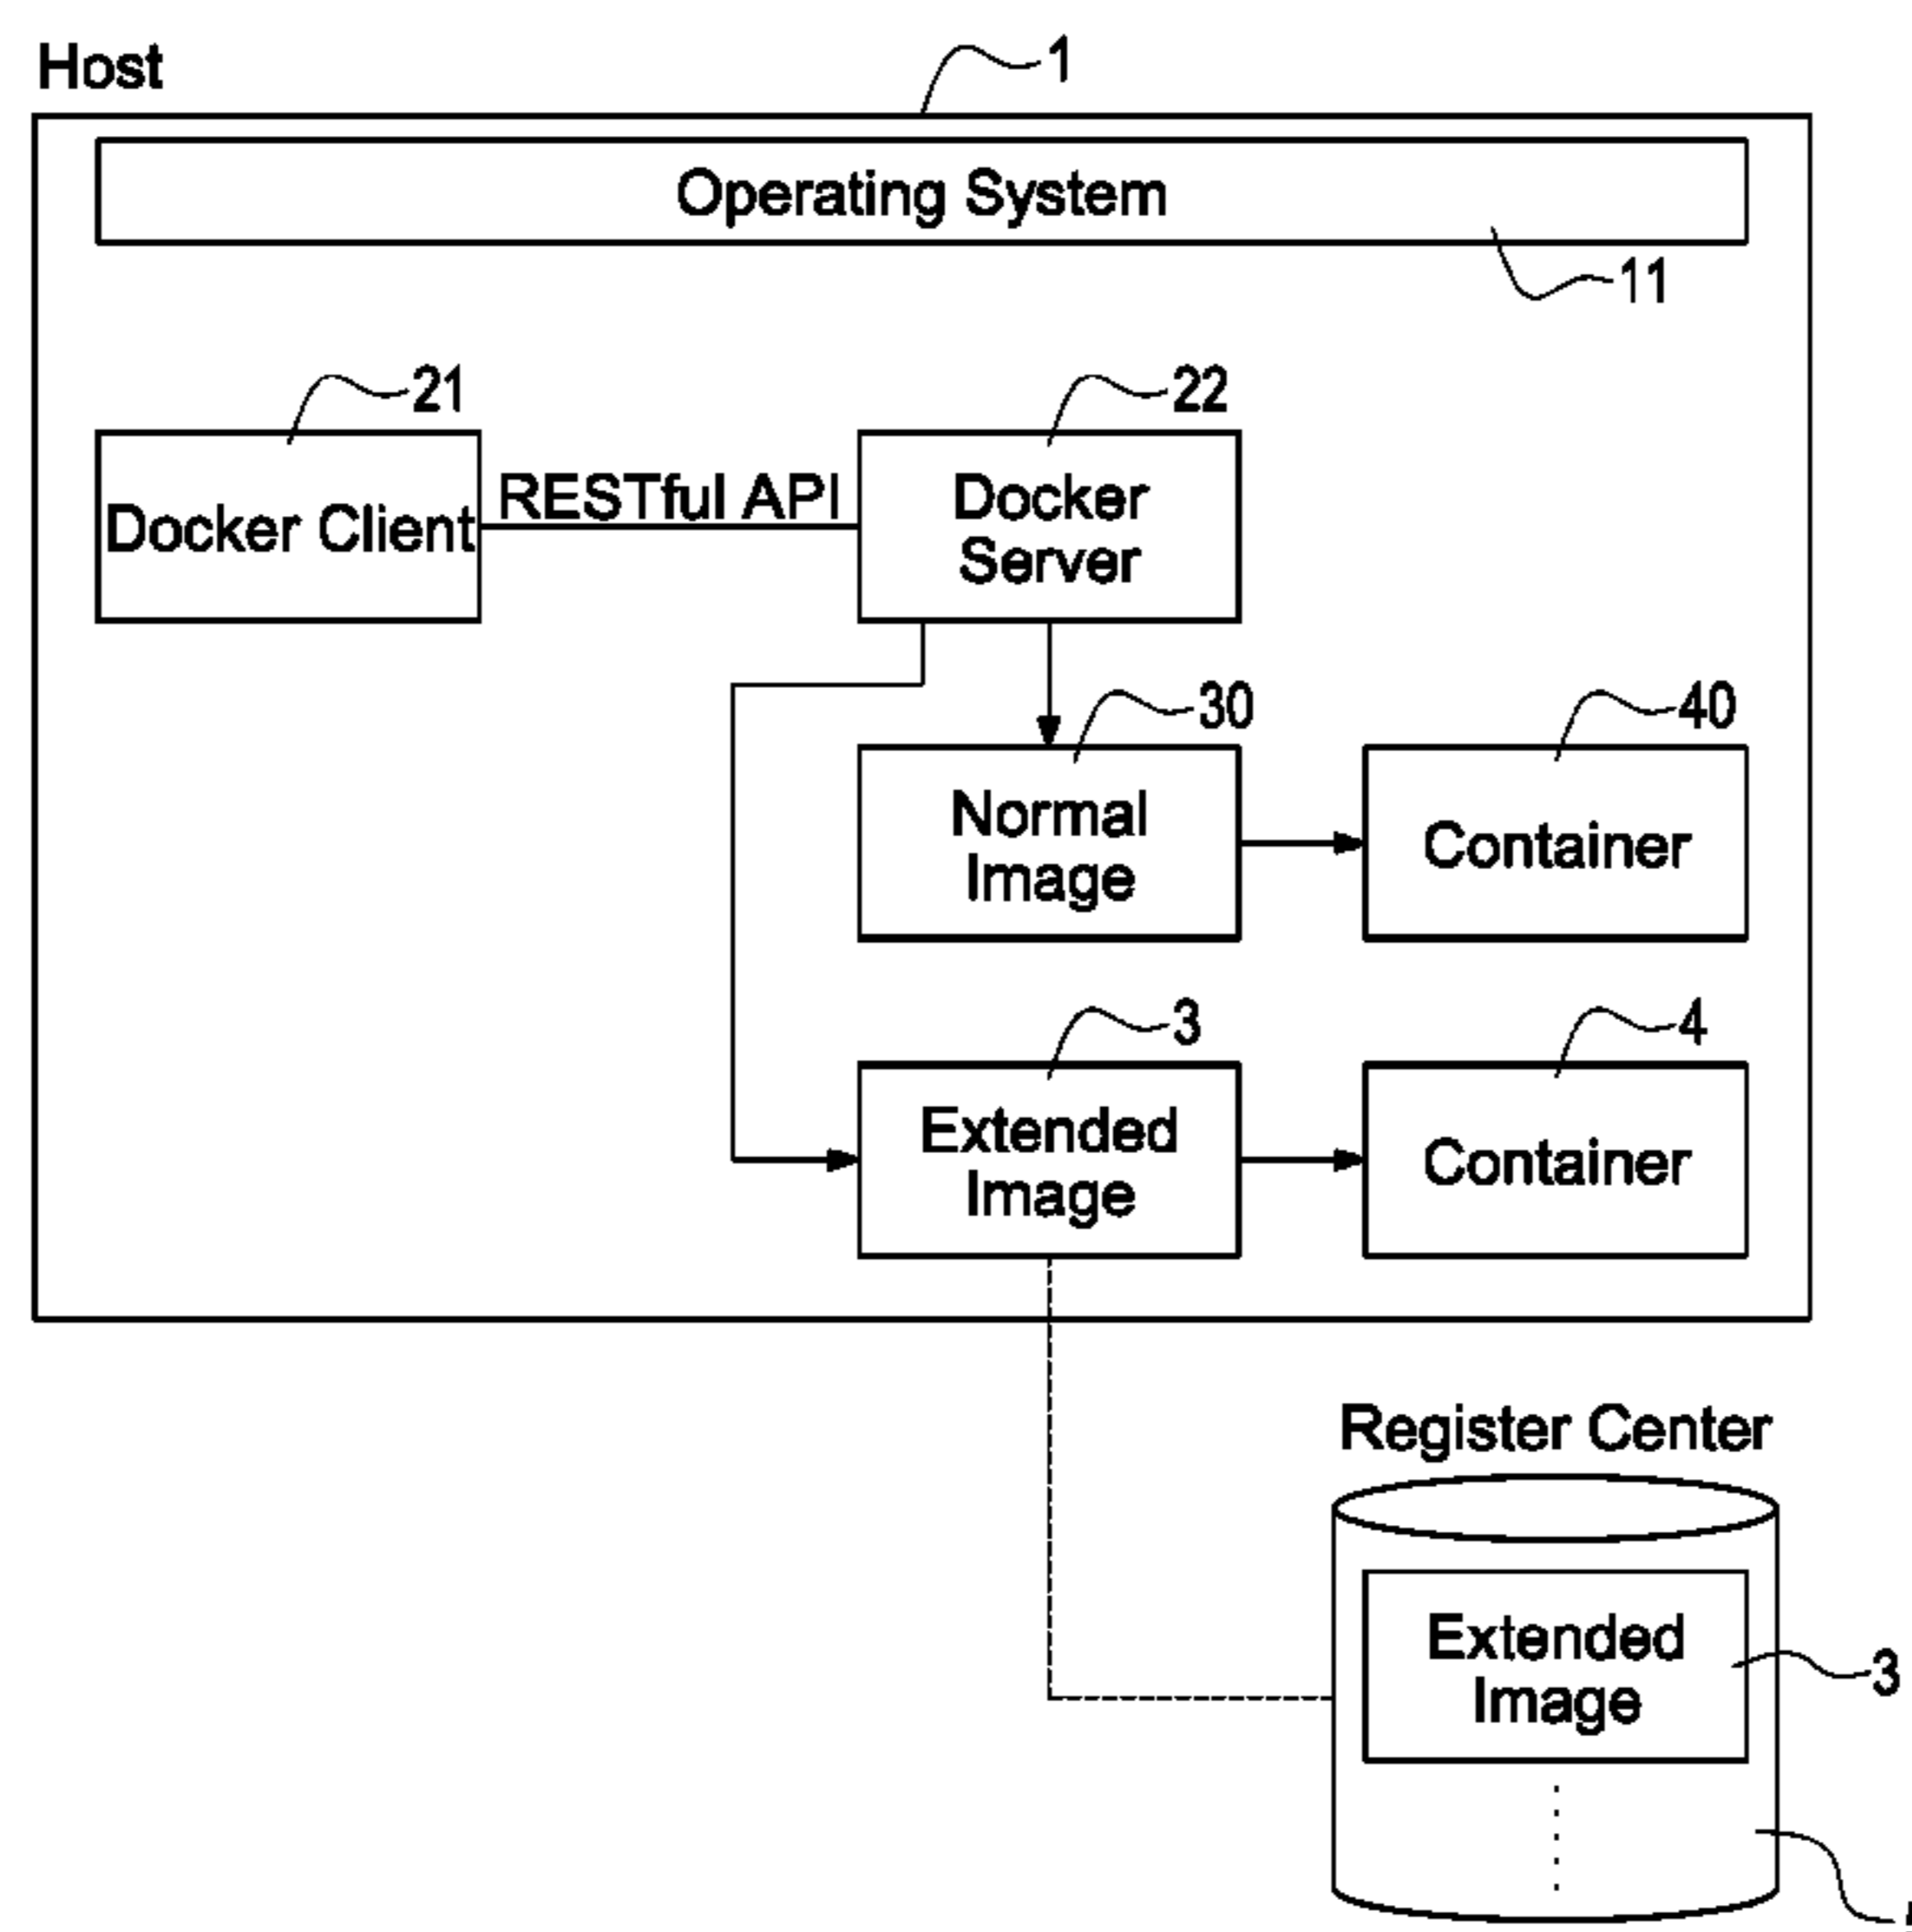 Host
1
Operating System
11
21
22
Docker Client
RESTful API
Docker
Server
30
40
Normal
Image
Container
3
4
Extended
Image
Container
Register Center
Extended
Image
3